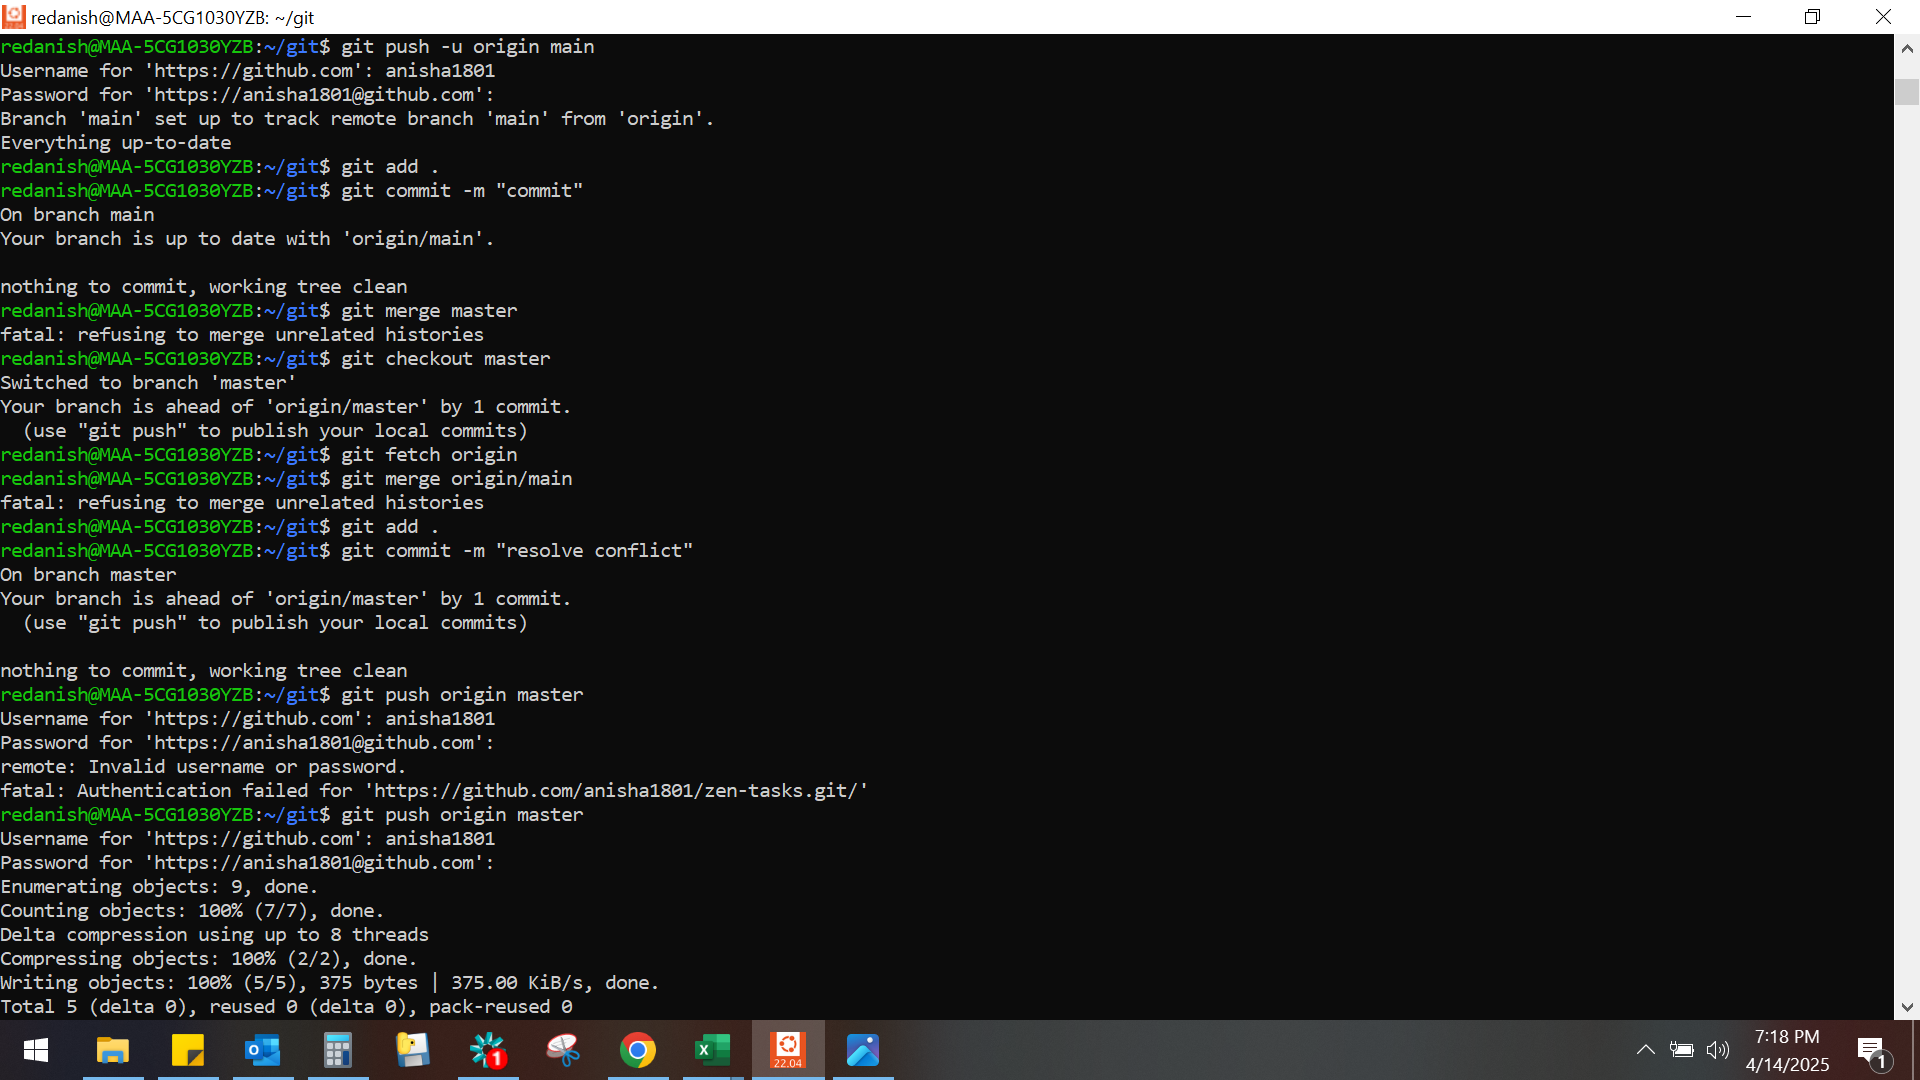 redanish@MAA-5CG1030YZB: ~/git
redanish@MAA-5CG1030YZB:~/git$ git push -u origin main
Username for 'https://github.com': anisha1801
Password for 'https://anisha1801@github.com':
Branch 'main' set up to track remote branch 'main' from 'origin'.
Everything up-to-date
redanish@MAA-5CG1030YZB:~/git$ git add .
redanish@MAA-5CG1030YZB:~/git$ git commit -m "commit"
On branch main
Your branch is up to date with 'origin/main'.
nothing to commit, working tree clean
redanish@MAA-5CG1030YZB:~/git$ git merge master
fatal: refusing to merge unrelated histories
redanish@MAA-5CG1030YZB:~/git$ git checkout master
Switched to branch 'master'
Your branch is ahead of 'origin/master' by 1 commit.
  (use "git push" to publish your local commits)
redanish@MAA-5CG1030YZB:~/git$ git fetch origin
redanish@MAA-5CG1030YZB:~/git$ git merge origin/main
fatal: refusing to merge unrelated histories
redanish@MAA-5CG1030YZB:~/git$ git add .
redanish@MAA-5CG1030YZB:~/git$ git commit -m "resolve conflict"
On branch master
Your branch is ahead of 'origin/master' by 1 commit.
  (use "git push" to publish your local commits)
nothing to commit, working tree clean
redanish@MAA-5CG1030YZB:~/git$ git push origin master
Username for 'https://github.com': anisha1801
Password for 'https://anisha1801@github.com':
remote: Invalid username or password.
fatal: Authentication failed for 'https://github.com/anisha1801/zen-tasks.git/'
redanish@MAA-5CG1030YZB:~/git$ git push origin master
Username for 'https://github.com': anisha1801
Password for 'https://anisha1801@github.com':
Enumerating objects: 9, done.
Counting objects: 100% (7/7), done.
Delta compression using up to 8 threads
Compressing objects: 100% (2/2), done.
Writing objects: 100% (5/5), 375 bytes | 375.00 KiB/s, done.
Total 5 (delta 0), reused 0 (delta 0), pack-reused 0
1
22.04
7:18 PM
4/14/2025
1